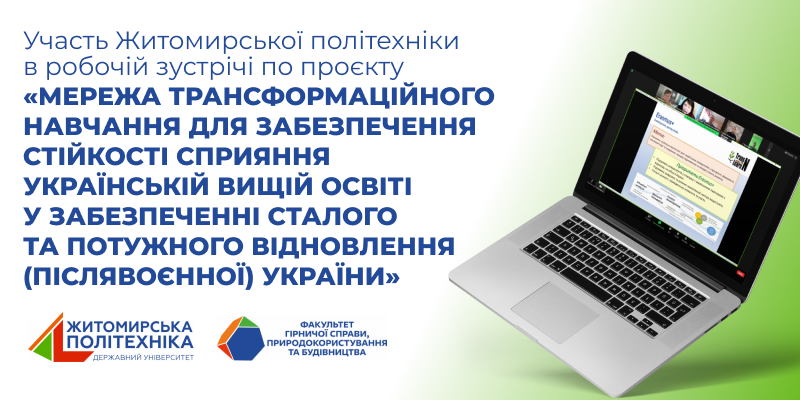 Участь Житомирської політехніки
в робочій зустрічі по проєкту
«МЕРЕЖА ТРАНСФОРМАЦІЙНОГО
НАВЧАННЯ ДЛЯ ЗАБЕЗПЕЧЕННЯ
СТІЙКОСТІ СПРИЯННЯ
УКРАЇНСЬКІЙ ВИЩІЙ ОСВІТІ
У ЗАБЕЗПЕЧЕННІ СТАЛОГО
ТА ПОТУЖНОГО ВІДНОВЛЕННЯ
(ПІСЛЯВОЄННОЇ) УКРАЇНИ»
ЖИТОМИРСЬКА
ПОЛІТЕХНІКА
ДЕРЖАВНИЙ УНІВЕРСИТЕТ
ФАКУЛЬТЕТ
ГІРНИЧОЇ СПРАВИ,
ПРИРОДОКОРИСТУВАННЯ
ТА БУДІВНИЦТВА
Erasmus+